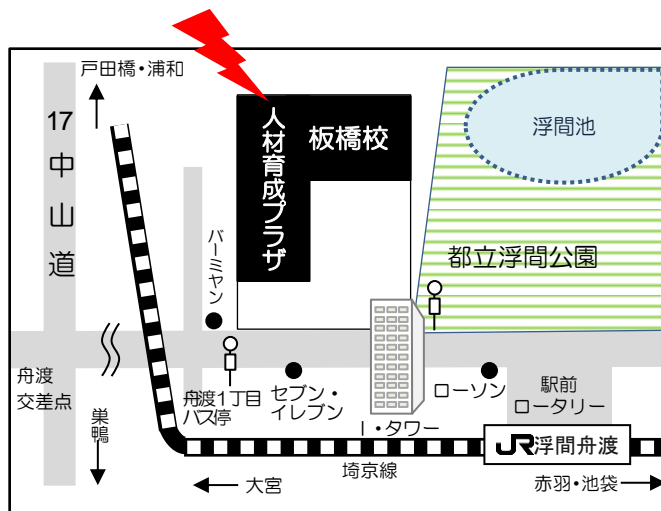 戸田橋・浦和
17
中山道
人材育成プラザ
板橋校
浮間池
都立浮間公園
バーミヤン
舟渡
交差点
巣鴨
舟渡1丁目
バス停
セブン・
イレブン
I・タワー
ローソン
駅前
ロータリー
JR浮間舟渡
埼京線
大宮
赤羽・池袋